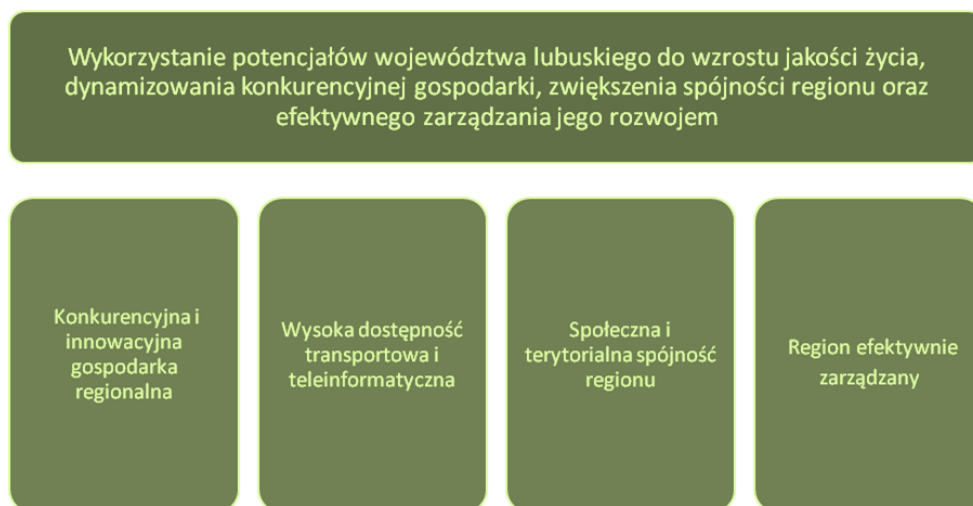 Wykorzystanie potencjałów województwa lubuskiego do wzrostu jakości życia,
dynamizowania konkurencyjnej gospodarki, zwiększenia spójności regionu oraz
efektywnego zarządzania jego rozwojem
Konkurencyjna i
innowacyjna
gospodarka
regionalna
Wysoka dostępność
transportowa i
teleinformatyczna
Społeczna i
terytorialna spójność
regionu
Region efektywnie
zarządzany